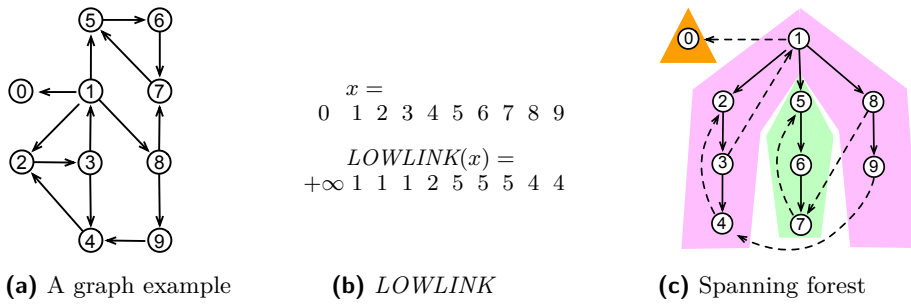 5 6
0 1 7
2 3 8
4 9
x =
0 1 2 3 4 5 6 7 8 9
LOWLINK(x) =
+∞ 1 1 1 2 5 5 5 4 4
0 1
2 5 8
3 6 9
4 7
(a) A graph example
(b) LOWLINK
(c) Spanning forest